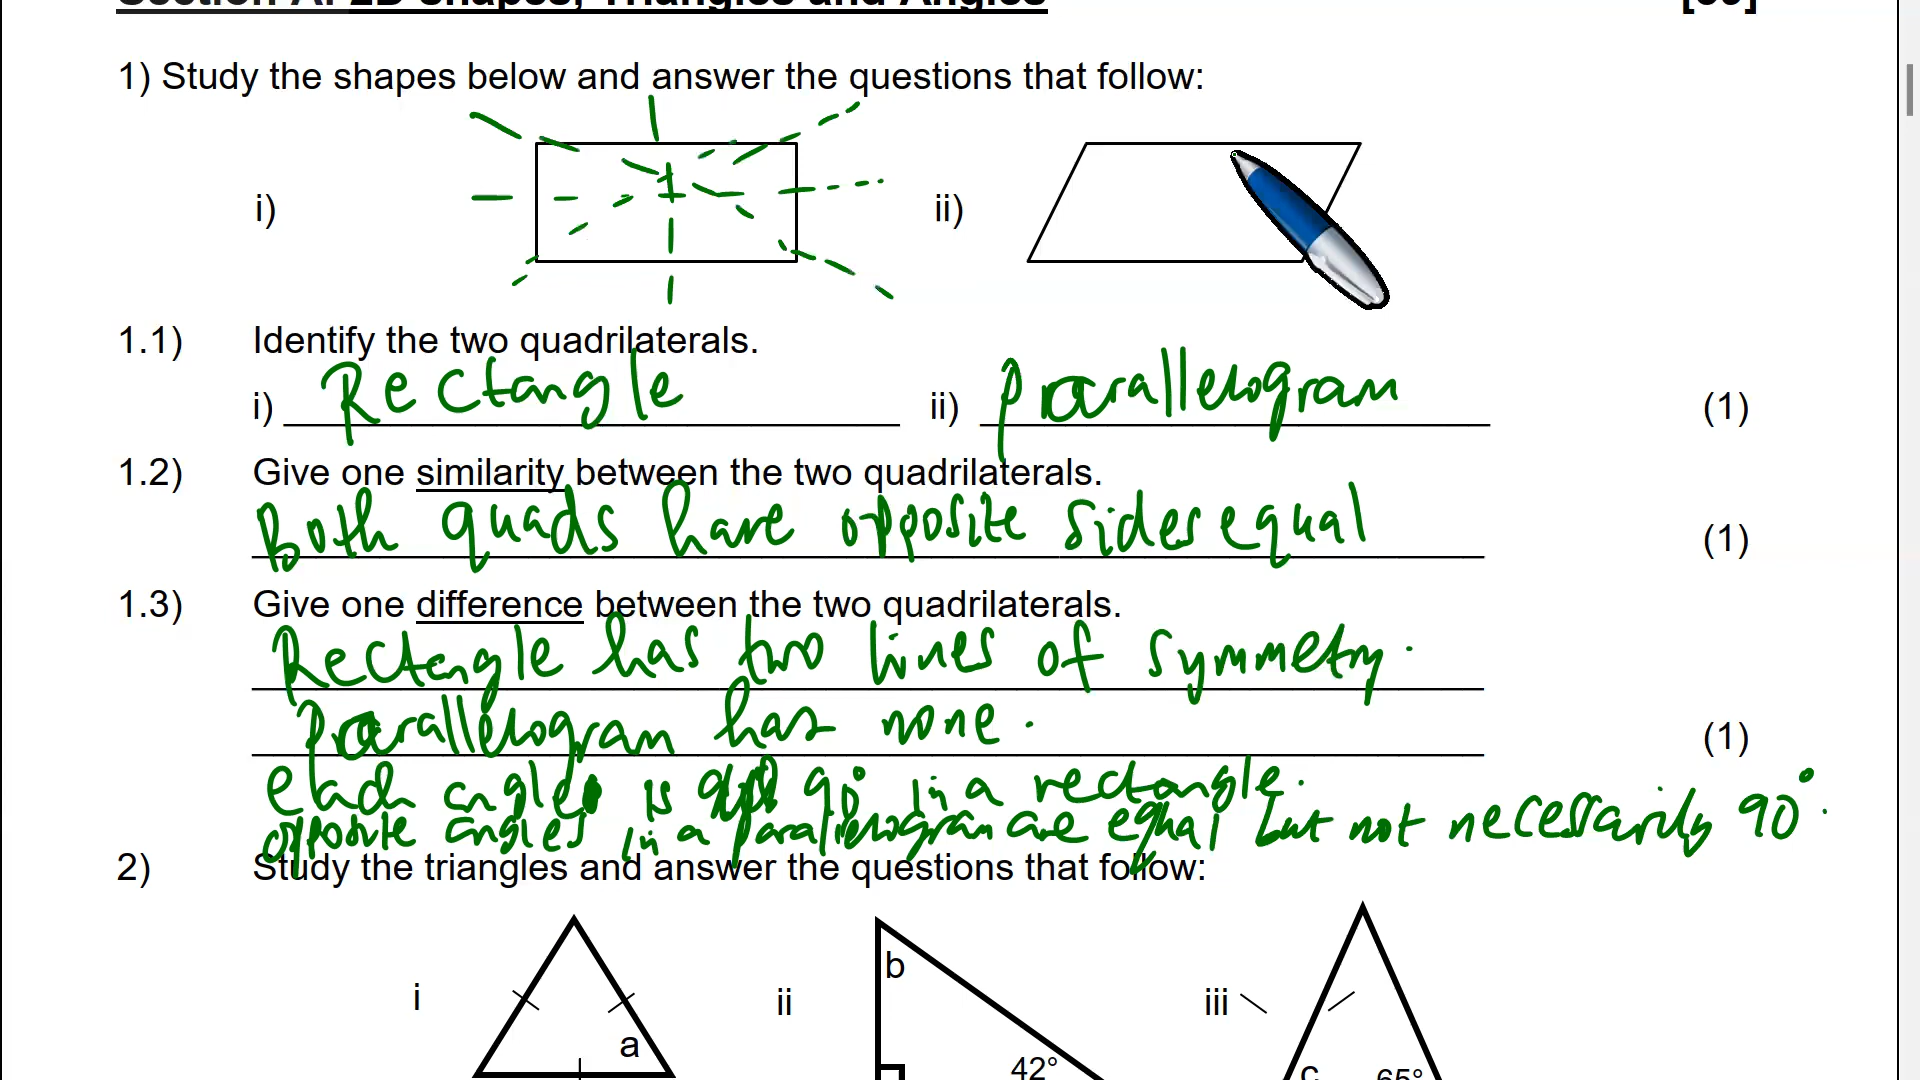 Section A: 2D Shapes, Triangles and Angles [50]
1) Study the shapes below and answer the questions that follow:
i) ii)
1.1) Identify the two quadrilaterals.
i) Rectangle ii) Parallelogram (1)
1.2) Give one similarity between the two quadrilaterals.
Both quads have opposite sides equal (1)
1.3) Give one difference between the two quadrilaterals.
Rectangle has two lines of symmetry.
Parallelogram has none. (1)
Each angle is 90° in a rectangle.
opposite angles in a parallelogram are equal but not necessarily 90°.
2) Study the triangles and answer the questions that follow:
i a ii b 42° iii c 65°